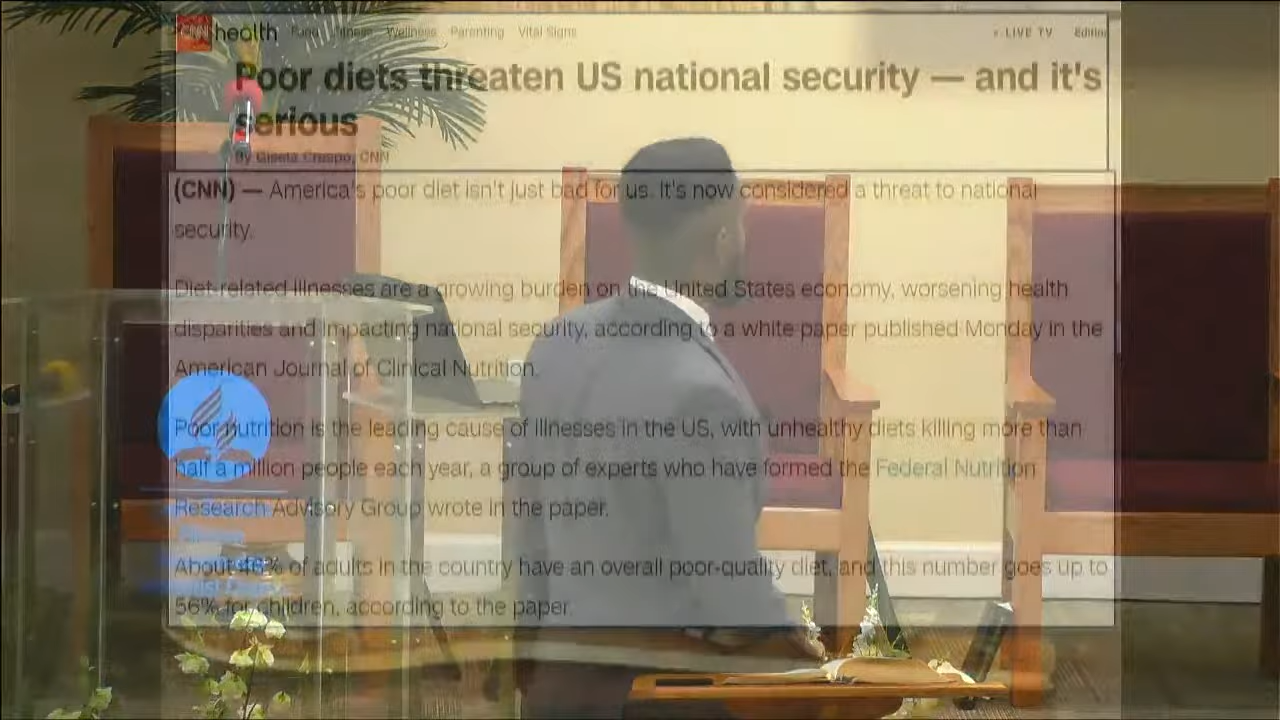 CNN health Food Fitness Wellness Parenting Vital Signs • LIVE TV Edition
Poor diets threaten US national security — and it's
serious
By Gisela Crespo, CNN
(CNN) — America's poor diet isn't just bad for us. It's now considered a threat to national
security.
Diet-related illnesses are a growing burden on the United States economy, worsening health
disparities and impacting national security, according to a white paper published Monday in the
American Journal of Clinical Nutrition.
Poor nutrition is the leading cause of illnesses in the US, with unhealthy diets killing more than
half a million people each year, a group of experts who have formed the Federal Nutrition
Research Advisory Group wrote in the paper.
About 46% of adults in the country have an overall poor-quality diet, and this number goes up to
56% for children, according to the paper.